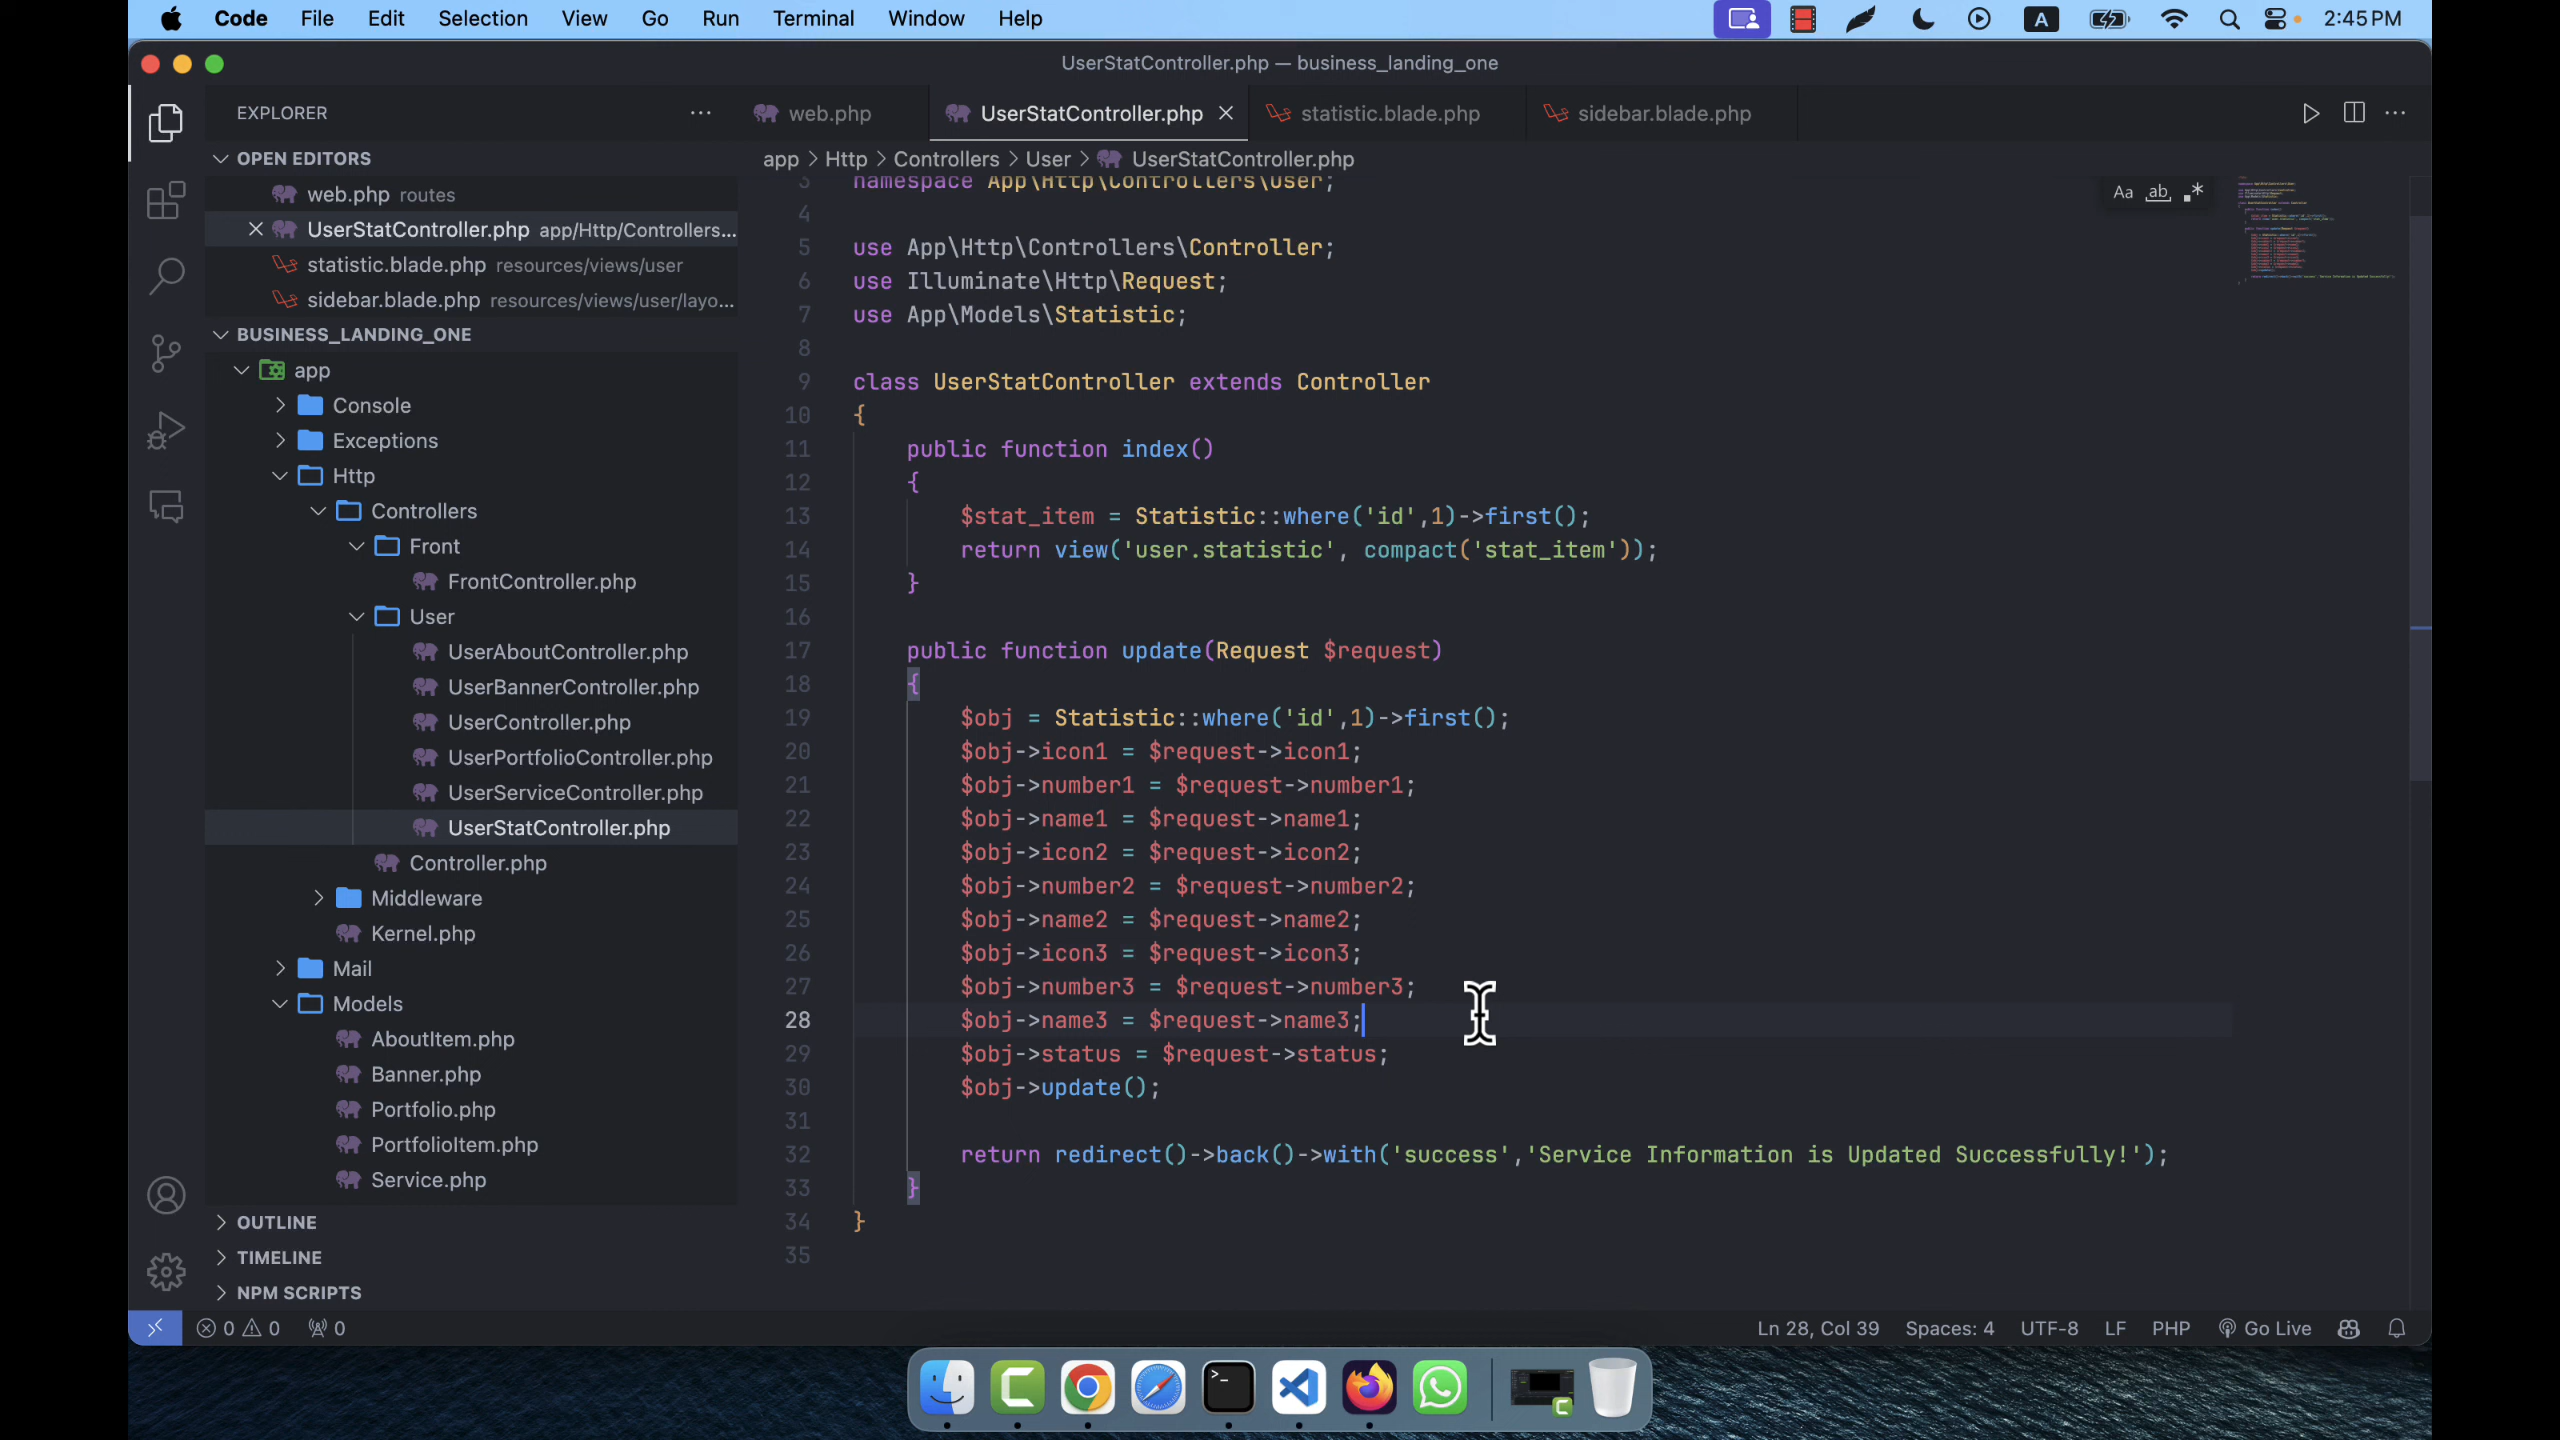 Code File Edit Selection View Go Run Terminal Window Help A 2:45 PM
UserStatController.php — business_landing_one
EXPLORER
web.php UserStatController.php statistic.blade.php sidebar.blade.php
app > Http > Controllers > User > UserStatController.php
OPEN EDITORS
web.php routes
UserStatController.php app/Http/Controllers...
statistic.blade.php resources/views/user
sidebar.blade.php resources/views/user/layo...
BUSINESS_LANDING_ONE
app
Console
Exceptions
Http
Controllers
Front
FrontController.php
User
UserAboutController.php
UserBannerController.php
UserController.php
UserPortfolioController.php
UserServiceController.php
UserStatController.php
Controller.php
Middleware
Kernel.php
Mail
Models
AboutItem.php
Banner.php
Portfolio.php
PortfolioItem.php
Service.php
OUTLINE
TIMELINE
NPM SCRIPTS
Aa ab
3 namespace App\Http\Controllers\User;
4
5 use App\Http\Controllers\Controller;
6 use Illuminate\Http\Request;
7 use App\Models\Statistic;
8
9 class UserStatController extends Controller
10 {
11 public function index()
12 {
13 $stat_item = Statistic::where('id',1)->first();
14 return view('user.statistic', compact('stat_item'));
15 }
16
17 public function update(Request $request)
18 {
19 $obj = Statistic::where('id',1)->first();
20 $obj->icon1 = $request->icon1;
21 $obj->number1 = $request->number1;
22 $obj->name1 = $request->name1;
23 $obj->icon2 = $request->icon2;
24 $obj->number2 = $request->number2;
25 $obj->name2 = $request->name2;
26 $obj->icon3 = $request->icon3;
27 $obj->number3 = $request->number3;
28 $obj->name3 = $request->name3;
29 $obj->status = $request->status;
30 $obj->update();
31
32 return redirect()->back()->with('success','Service Information is Updated Successfully!');
33 }
34 }
35
0 0 0 Ln 28, Col 39 Spaces: 4 UTF-8 LF PHP Go Live